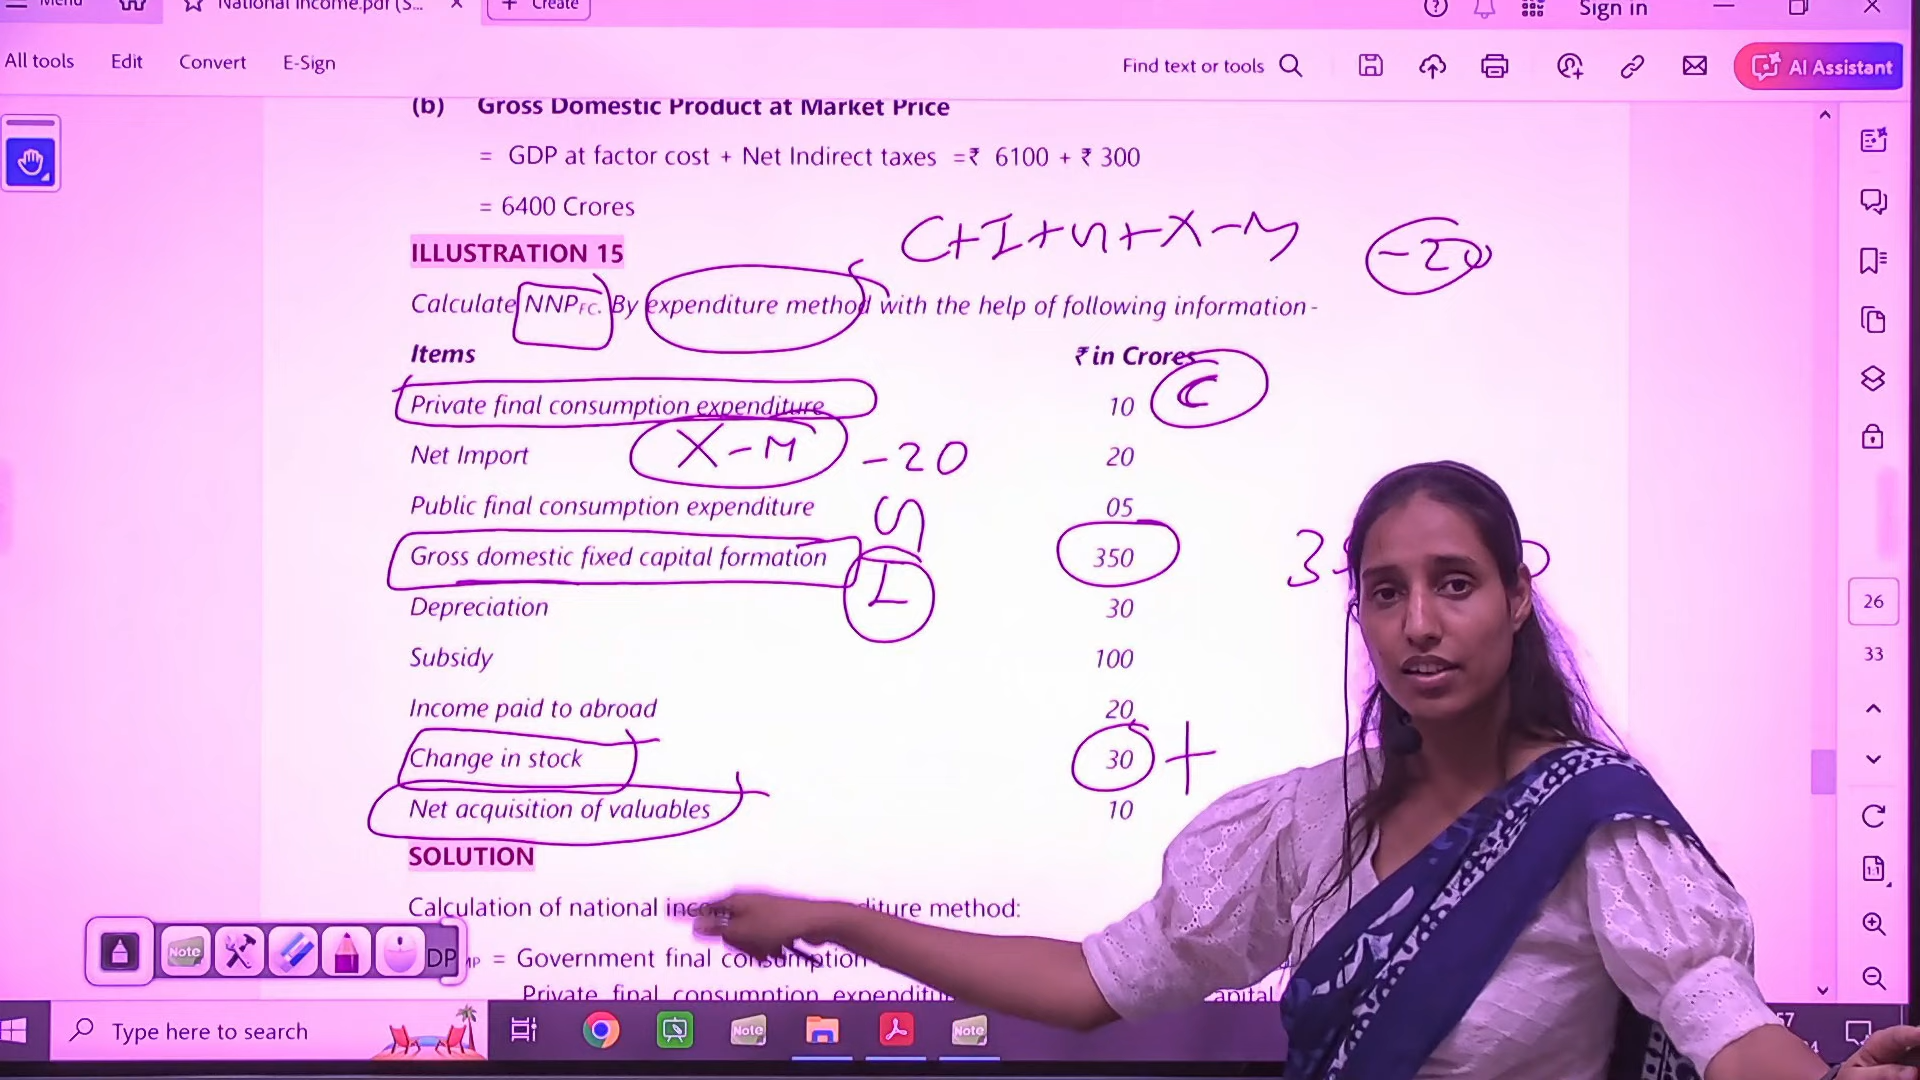 National Income.pdf (S...
Create
Sign in
All tools
Edit
Convert
E-Sign
Find text or tools
AI Assistant
(b) Gross Domestic Product at Market Price
= GDP at factor cost + Net Indirect taxes =₹ 6100 + ₹ 300
= 6400 Crores
C+I+G+X-M
-20
ILLUSTRATION 15
Calculate NNPFC. By expenditure method with the help of following information -
Items ₹ in Crores
Private final consumption expenditure 10 C
Net Import X-M -20 20
Public final consumption expenditure G 05
Gross domestic fixed capital formation I 350
Depreciation 30
Subsidy 100
Income paid to abroad 20
Change in stock 30 +
Net acquisition of valuables 10
SOLUTION
Calculation of national diture method:
= Government final consumption
Private final consumption
26
33
Note
Type here to search
Note
Note